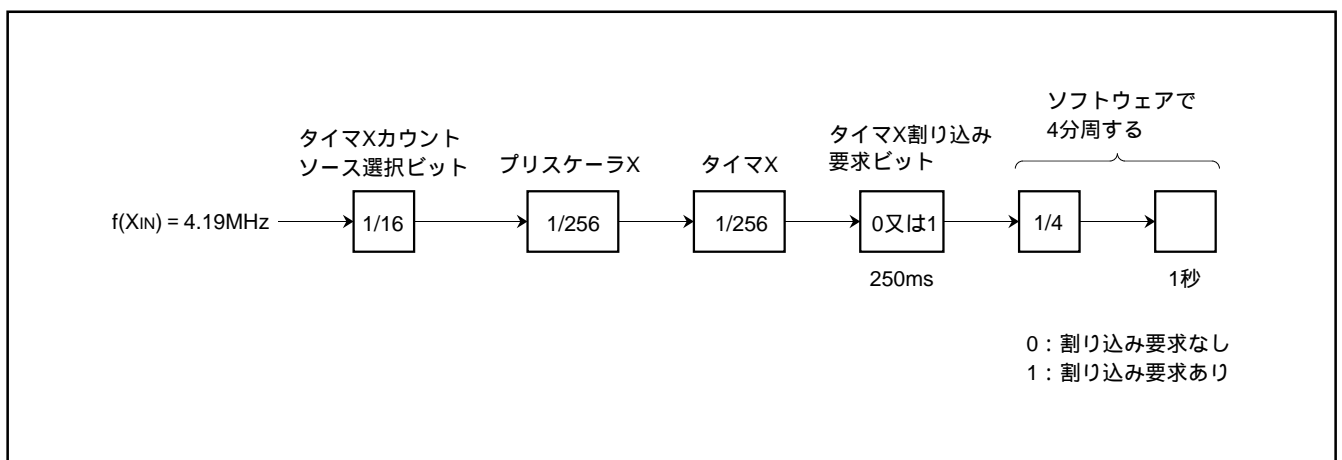 ソフトウェアで
4分周する
タイマXカウント
ソース選択ビット
プリスケーラX
タイマX
タイマX割り込み
要求ビット
f(XIN) = 4.19MHz
1/16
1/256
1/256
0又は1
1/4
250ms
1秒
0：割り込み要求なし
1：割り込み要求あり